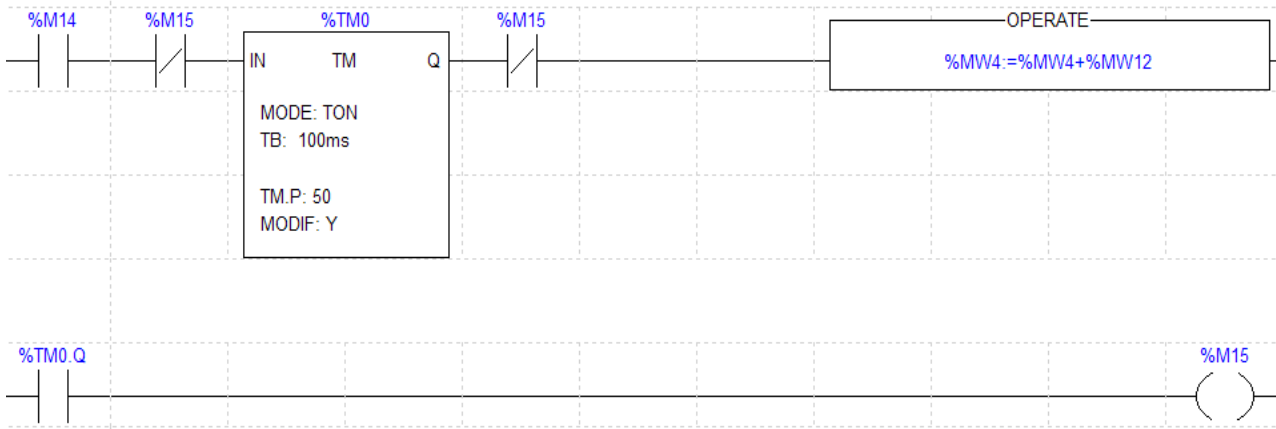 %M14 %M15 %TM0 %M15 OPERATE
IN TM Q %MW4:=%MW4+%MW12
MODE: TON
TB: 100ms
TM.P: 50
MODIF: Y
%TM0.Q %M15